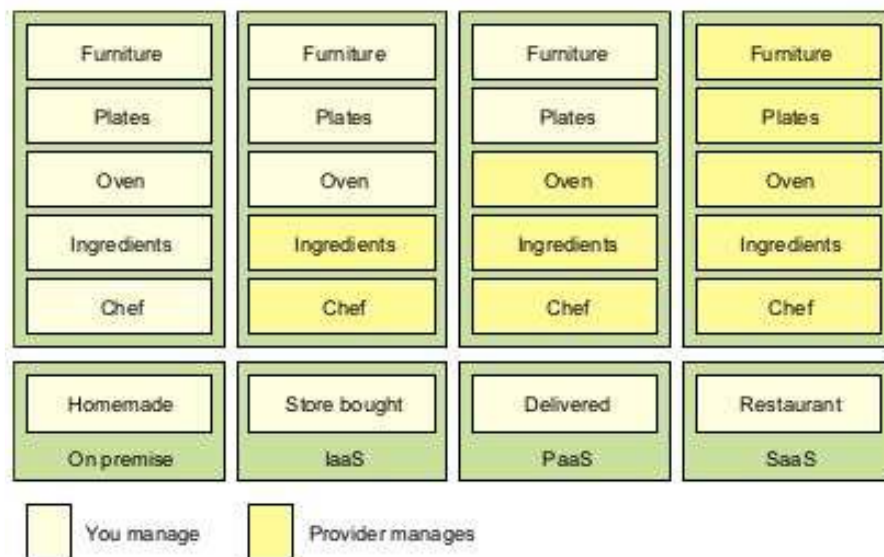 Furniture Furniture Furniture Furniture
Plates Plates Plates Plates
Oven Oven Oven Oven
Ingredients Ingredients Ingredients Ingredients
Chef Chef Chef Chef
Homemade Store bought Delivered Restaurant
On premise IaaS PaaS SaaS
You manage Provider manages